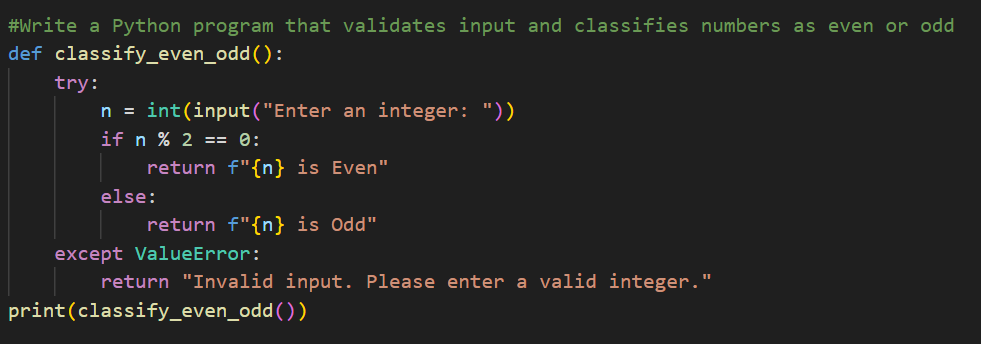 #Write a Python program that validates input and classifies numbers as even or odd
def classify_even_odd():
    try:
        n = int(input("Enter an integer: "))
        if n % 2 == 0:
            return f"{n} is Even"
        else:
            return f"{n} is Odd"
    except ValueError:
        return "Invalid input. Please enter a valid integer."
print(classify_even_odd())